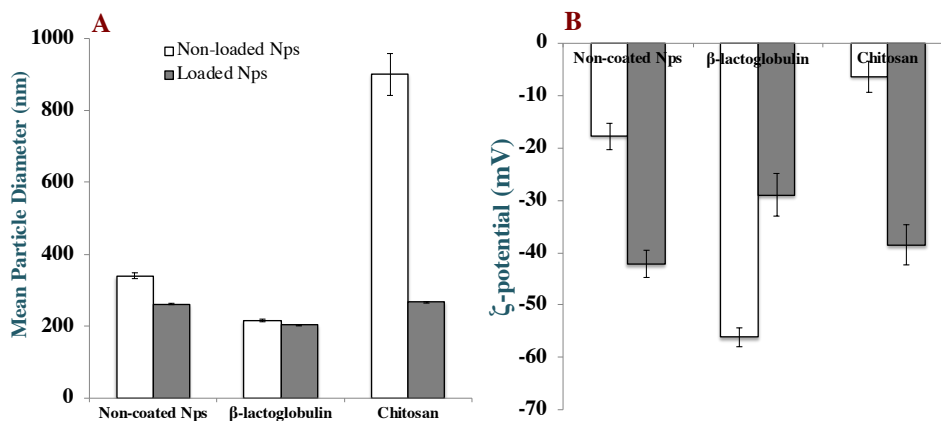 A
Non-loaded Nps
Loaded Nps
Mean Particle Diameter (nm)
1000
800
600
400
200
0
Non-coated Nps
β-lactoglobulin
Chitosan
B
ζ-potential (mV)
0
-10
-20
-30
-40
-50
-60
-70
Non-coated Nps
β-lactoglobulin
Chitosan